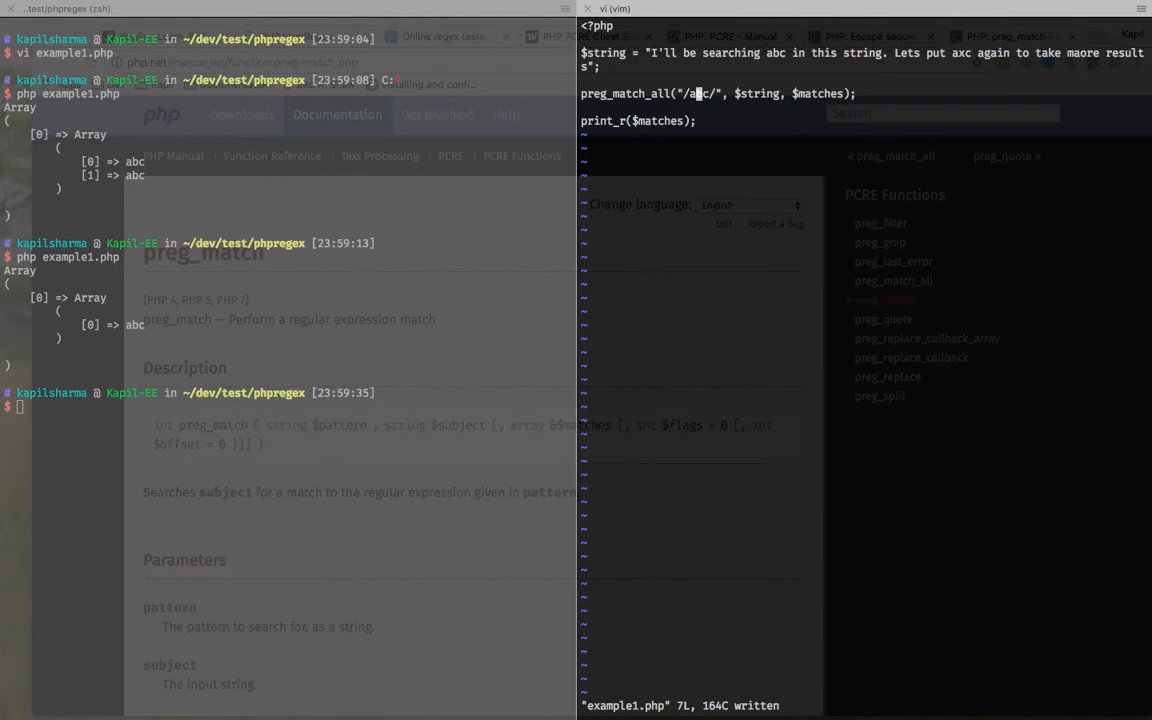 ..test/phpregex (zsh)
# kapilsharma @ Kapil-EE in ~/dev/test/phpregex [23:59:04]
$ vi example1.php
# kapilsharma @ Kapil-EE in ~/dev/test/phpregex [23:59:08] C:
$ php example1.php
Array
(
[0] => Array
(
[0] => abc
[1] => abc
)
)
# kapilsharma @ Kapil-EE in ~/dev/test/phpregex [23:59:13]
$ php example1.php
Array
(
[0] => Array
(
[0] => abc
)
)
# kapilsharma @ Kapil-EE in ~/dev/test/phpregex [23:59:35]
$
vi (vim)
<?php
$string = "I'll be searching abc in this string. Lets put axc again to take maore result
s";
preg_match_all("/abc/", $string, $matches);
print_r($matches);
"example1.php" 7L, 164C written
Online regex tester
PHP PCRE Cheat
PHP: PCRE - Manual
PHP: Escape sequ
PHP: preg_match -
Kapil
php.net/manual/en/function.preg-match.php
Installing and confi...
php
Downloads
Documentation
Get Involved
Help
Search
PHP Manual
Function Reference
Text Processing
PCRE
PCRE Functions
« preg_match_all
preg_quote »
Change language:
English
Edit
Report a Bug
preg_match
(PHP 4, PHP 5, PHP 7)
preg_match — Perform a regular expression match
Description
int preg_match ( string $pattern , string $subject [, array &$matches [, int $flags = 0 [, int
$offset = 0 ]]] )
Searches subject for a match to the regular expression given in pattern
Parameters
pattern
The pattern to search for, as a string.
subject
The input string.
PCRE Functions
preg_filter
preg_grep
preg_last_error
preg_match_all
preg_quote
preg_replace_callback_array
preg_replace_callback
preg_replace
preg_split